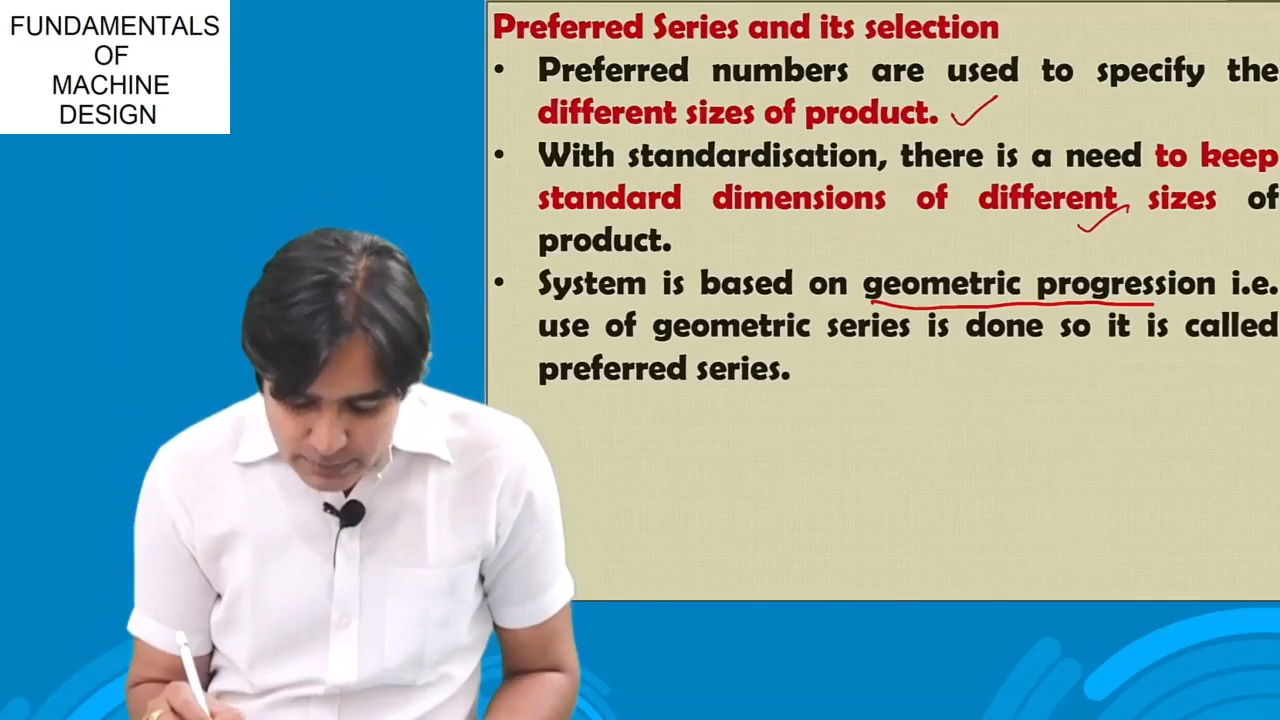 FUNDAMENTALS
OF
MACHINE
DESIGN
Preferred Series and its selection
• Preferred numbers are used to specify the
different sizes of product.
• With standardisation, there is a need to keep
standard dimensions of different sizes of
product.
• System is based on geometric progression i.e.
use of geometric series is done so it is called
preferred series.